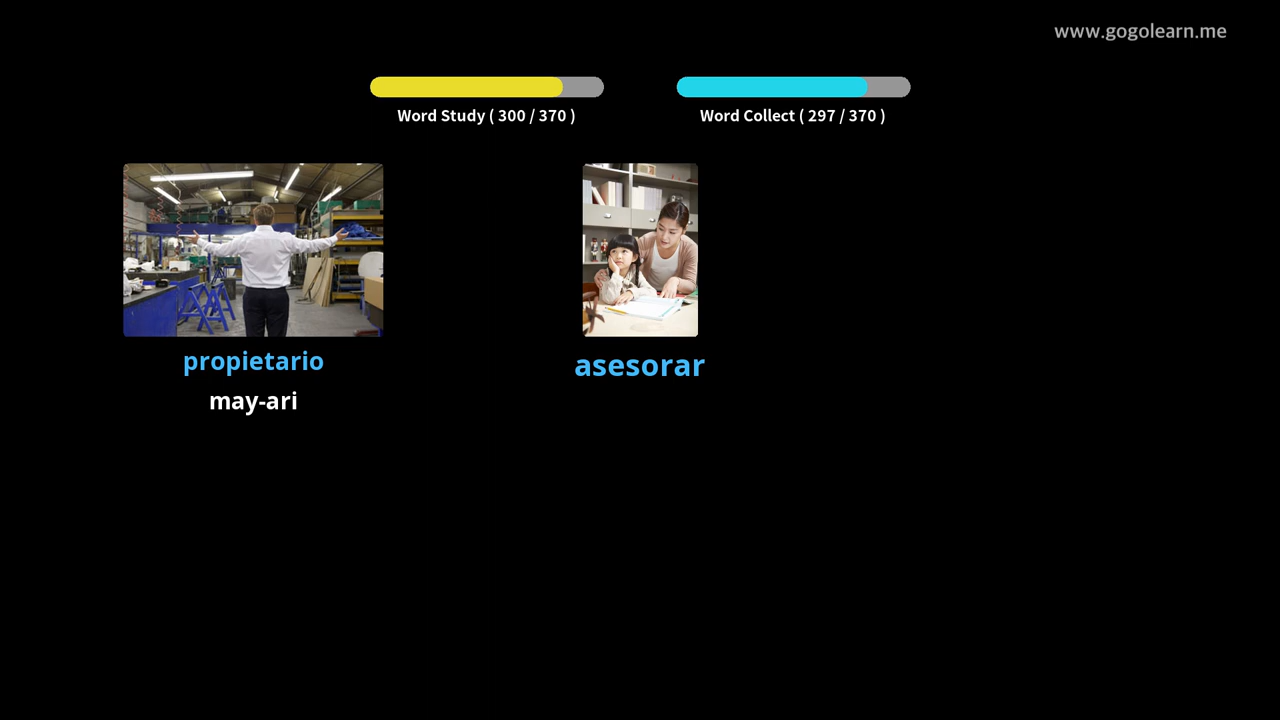 www.gogolearn.me
Word Study ( 300 / 370 )
Word Collect ( 297 / 370 )
propietario
may-ari
asesorar